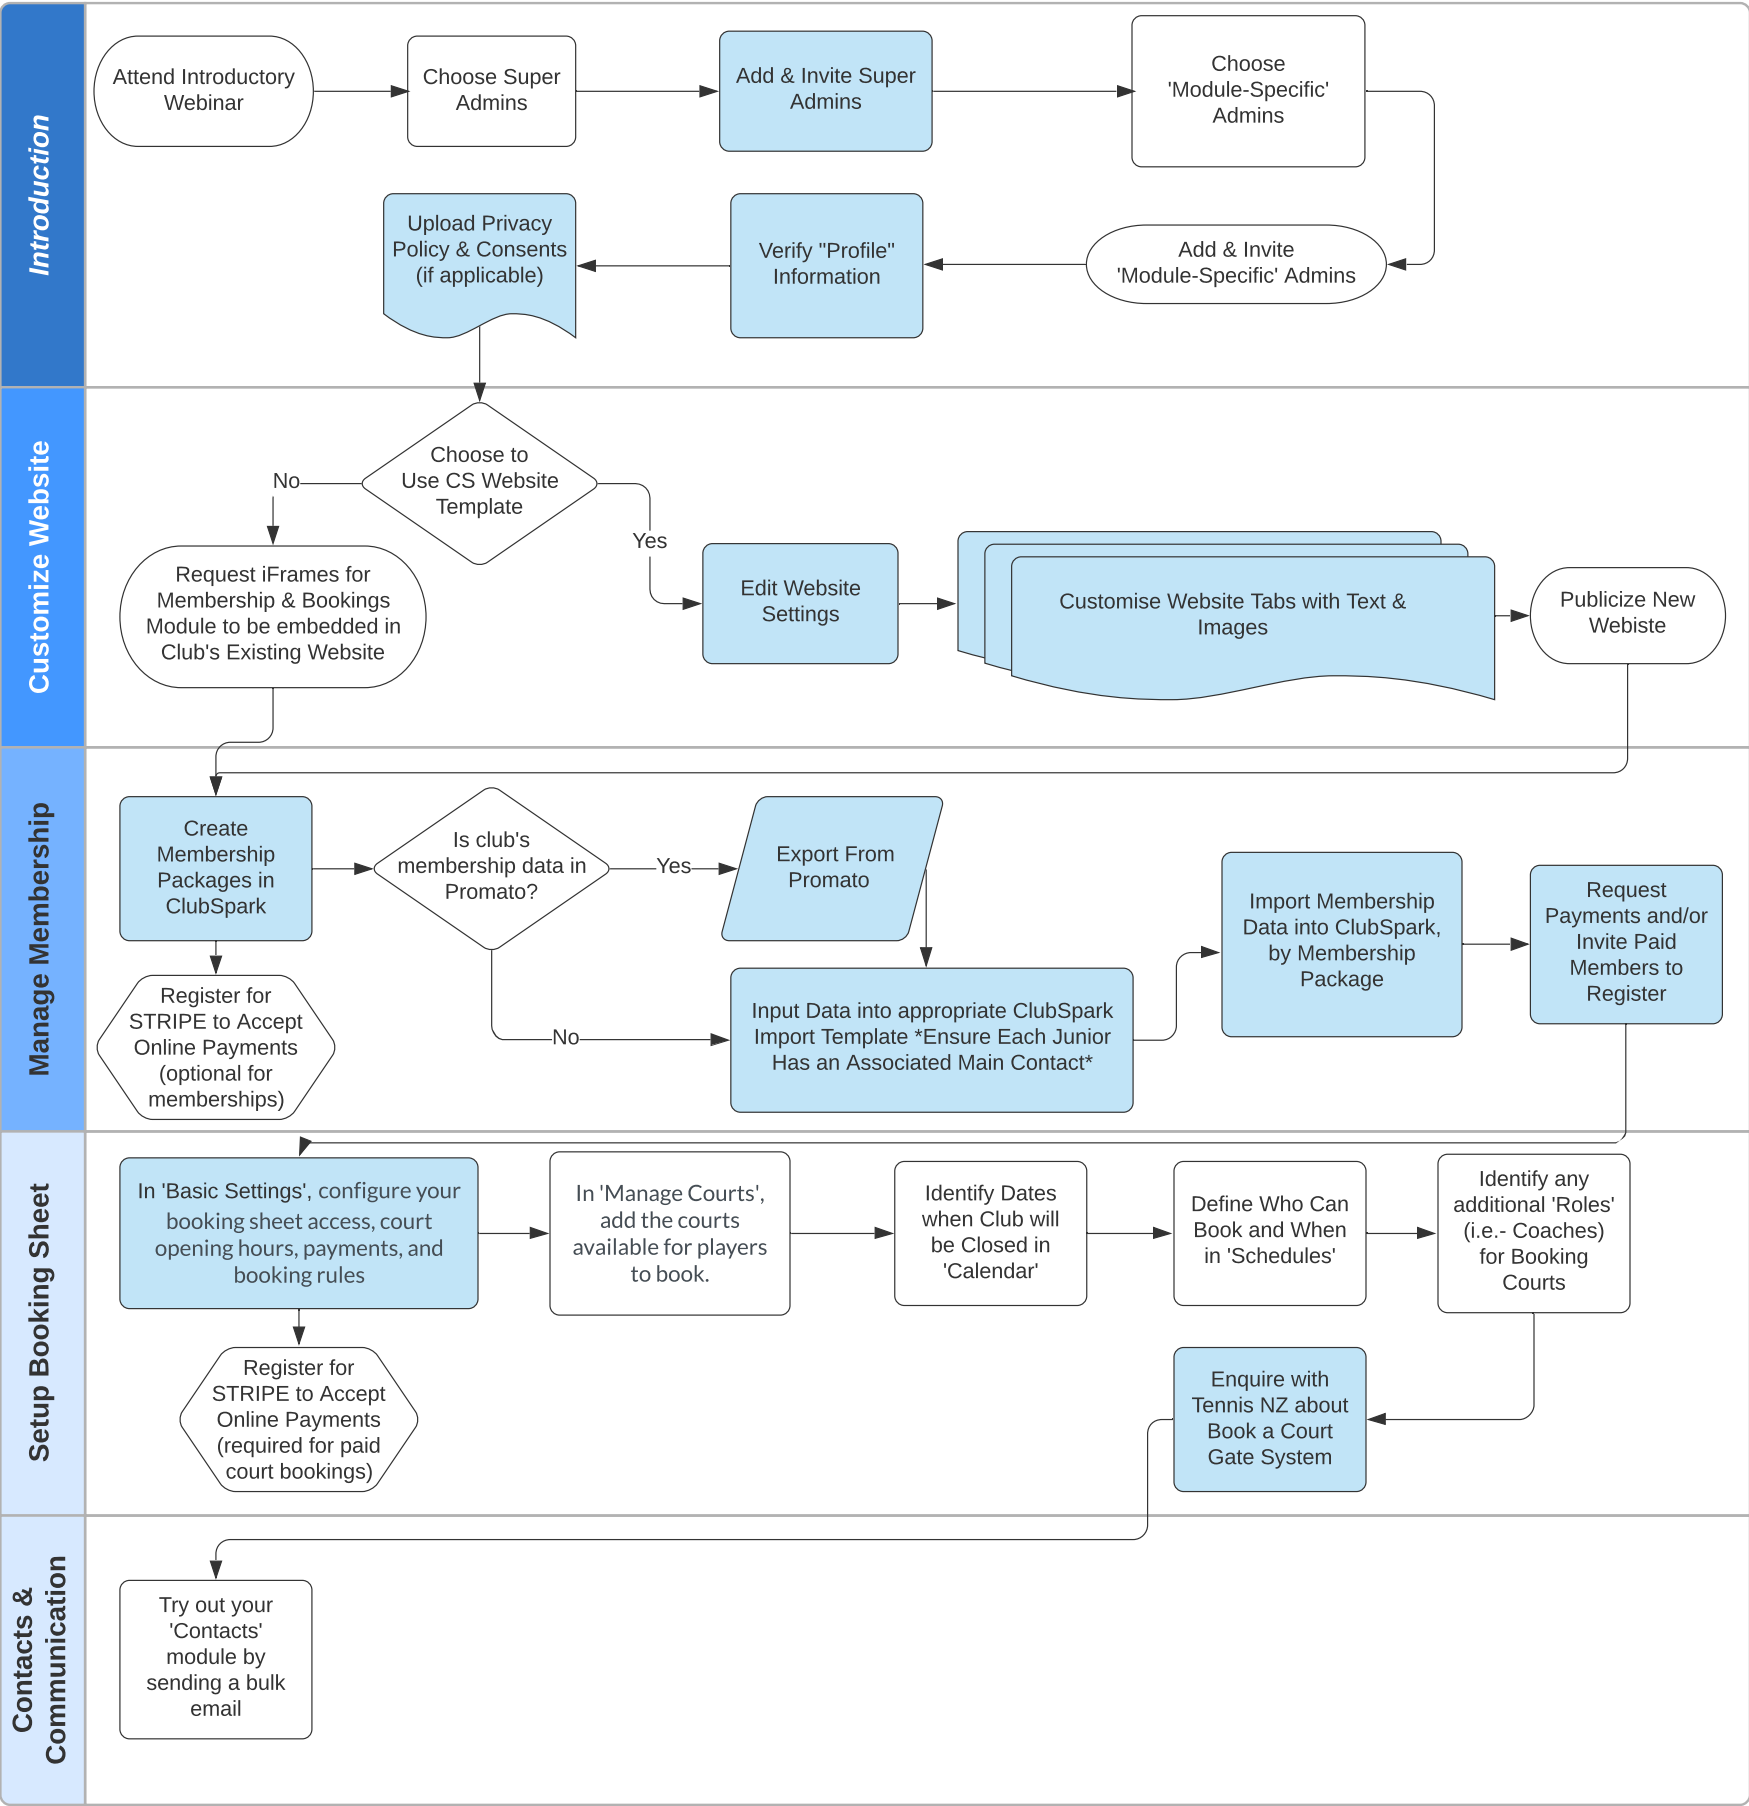 Introduction
Attend Introductory
Webinar
Choose Super
Admins
Add & Invite Super
Admins
Choose
'Module-Specific'
Admins
Add & Invite
'Module-Specific' Admins
Verify "Profile"
Information
Upload Privacy
Policy & Consents
(if applicable)
Customize Website
Choose to
Use CS Website
Template
No
Yes
Request iFrames for
Membership & Bookings
Module to be embedded in
Club's Existing Website
Edit Website
Settings
Customise Website Tabs with Text &
Images
Publicize New
Webiste
Manage Membership
Create
Membership
Packages in
ClubSpark
Is club's
membership data in
Promato?
Yes
Export From
Promato
No
Register for
STRIPE to Accept
Online Payments
(optional for
memberships)
Input Data into appropriate ClubSpark
Import Template *Ensure Each Junior
Has an Associated Main Contact*
Import Membership
Data into ClubSpark,
by Membership
Package
Request
Payments and/or
Invite Paid
Members to
Register
Setup Booking Sheet
In 'Basic Settings', configure your
booking sheet access, court
opening hours, payments, and
booking rules
In 'Manage Courts',
add the courts
available for players
to book.
Identify Dates
when Club will
be Closed in
'Calendar'
Define Who Can
Book and When
in 'Schedules'
Identify any
additional 'Roles'
(i.e.- Coaches)
for Booking
Courts
Register for
STRIPE to Accept
Online Payments
(required for paid
court bookings)
Enquire with
Tennis NZ about
Book a Court
Gate System
Contacts &
Communication
Try out your
'Contacts'
module by
sending a bulk
email